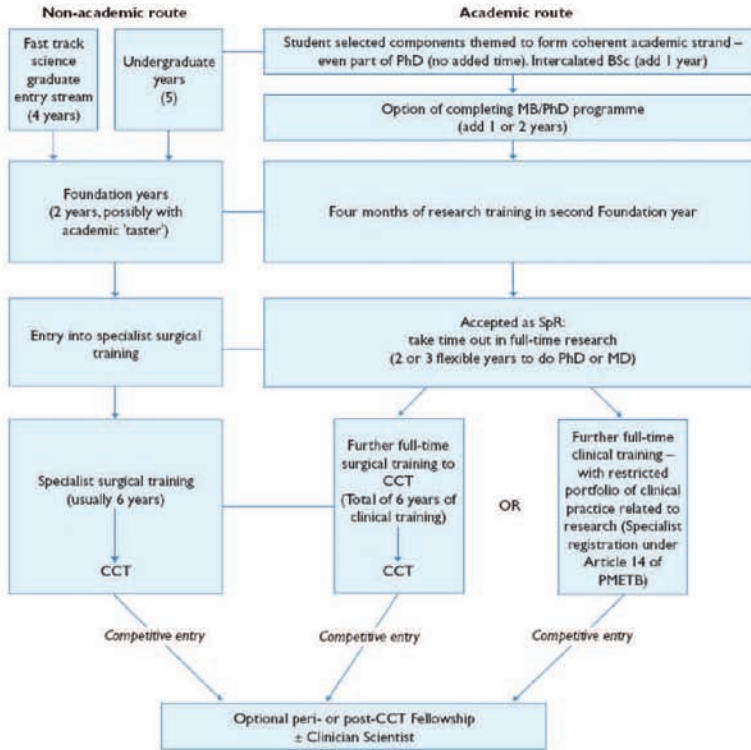 Non-academic route
Academic route
Fast track
science
graduate
entry stream
(4 years)
Undergraduate
years
(5)
Student selected components themed to form coherent academic strand –
even part of PhD (no added time). Intercalated BSc (add 1 year)
Option of completing MB/PhD programme
(add 1 or 2 years)
Foundation years
(2 years, possibly with
academic 'taster')
Four months of research training in second Foundation year
Entry into specialist surgical
training
Accepted as SpR:
take time out in full-time research
(2 or 3 flexible years to do PhD or MD)
Specialist surgical training
(usually 6 years)
CCT
Further full-time
surgical training to
CCT
(Total of 6 years of
clinical training)
CCT
OR
Further full-time
clinical training –
with restricted
portfolio of clinical
practice related to
research (Specialist
registration under
Article 14 of
PMETB)
Competitive entry
Competitive entry
Competitive entry
Optional peri- or post-CCT Fellowship
± Clinician Scientist